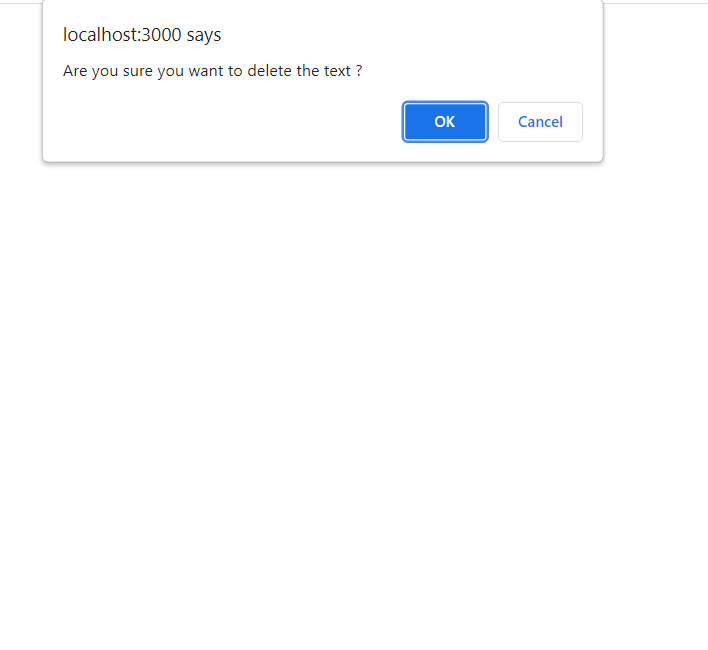 localhost:3000 says
Are you sure you want to delete the text ?
OK
Cancel